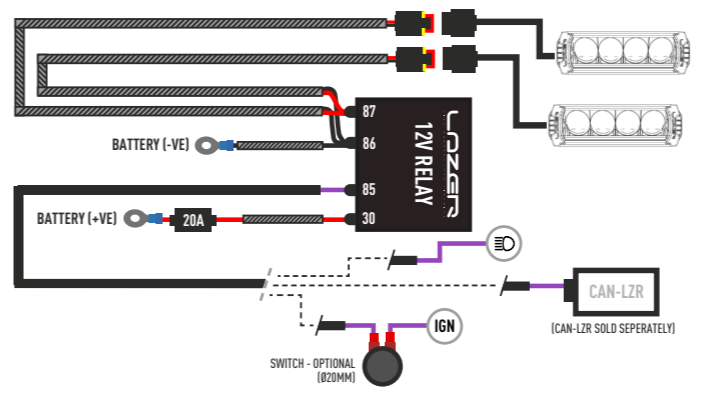 87
BATTERY (-VE)
86
LAZER
12V RELAY
85
BATTERY (+VE)
20A
30
CAN-LZR
(CAN-LZR SOLD SEPERATELY)
IGN
SWITCH - OPTIONAL
(Ø20MM)